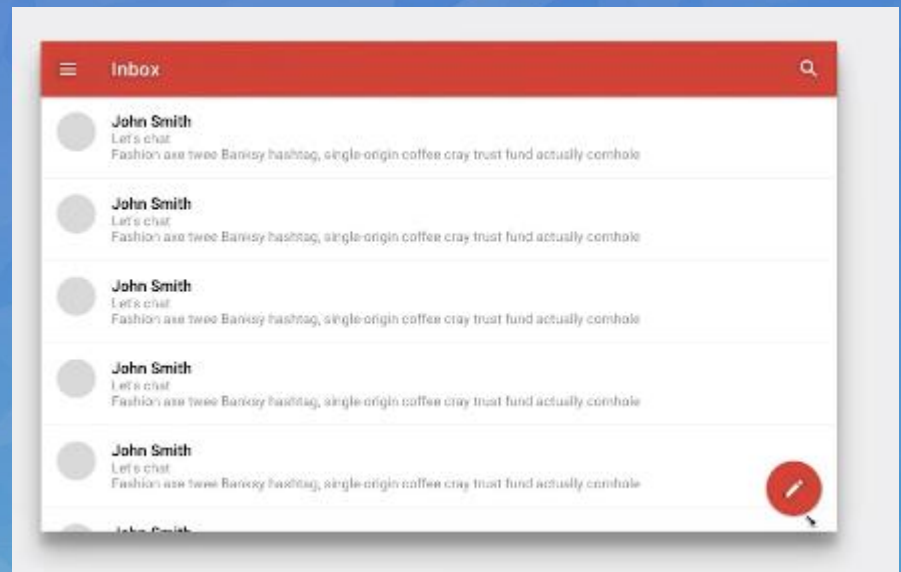 Inbox
John Smith
Let's chat
Fashion axe twee Banksy hashtag, single-origin coffee cray trust fund actually cornhole
John Smith
Let's chat
Fashion axe twee Banksy hashtag, single-origin coffee cray trust fund actually cornhole
John Smith
Let's chat
Fashion axe twee Banksy hashtag, single-origin coffee cray trust fund actually cornhole
John Smith
Let's chat
Fashion axe twee Banksy hashtag, single-origin coffee cray trust fund actually cornhole
John Smith
Let's chat
Fashion axe twee Banksy hashtag, single-origin coffee cray trust fund actually cornhole
John Smith